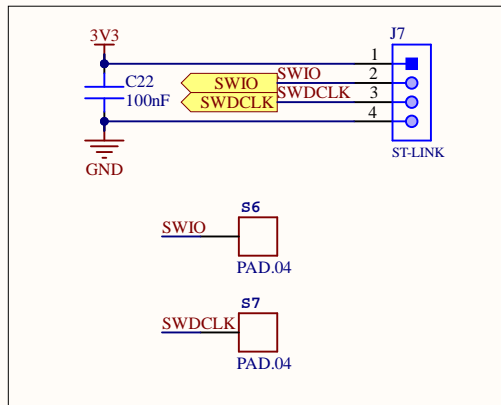 3V3
J7
1
C22
SWIO
SWIO
2
100nF
SWDCLK
SWDCLK
3
4
GND
ST-LINK
S6
SWIO
PAD.04
S7
SWDCLK
PAD.04